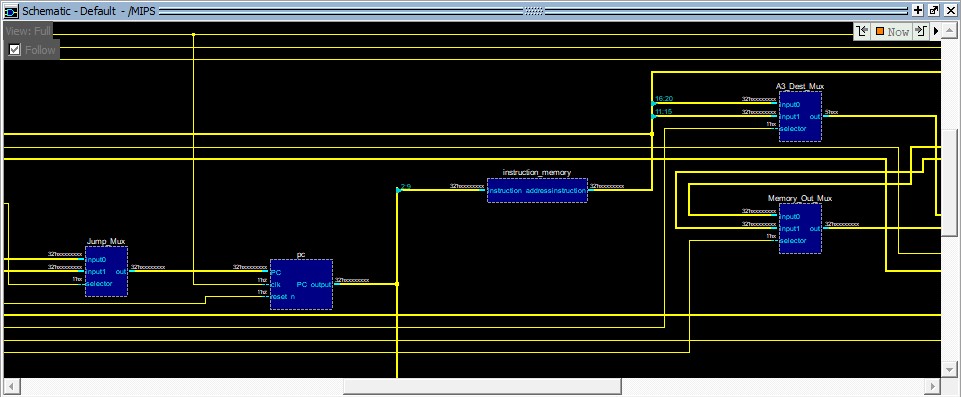 Schematic - Default - /MIPS
View: Full
Follow
Now
A3_Dest_Mux
16:20
32'hxxxxxxxx
input0
11:15
32'hxxxxxxxx
input1 out
5'hxx
1'hx
selector
instruction_memory
2:9
32'hxxxxxxxx
instruction address instruction
32'hxxxxxxxx
Memory_Out_Mux
32'hxxxxxxxx
input0
32'hxxxxxxxx
input1 out
32'hxxxxxxxx
1'hx
selector
Jump_Mux
32'hxxxxxxxx
input0
32'hxxxxxxxx
input1 out
32'hxxxxxxxx
1'hx
selector
pc
32'hxxxxxxxx
PC
1'hz
clk PC_output
32'hxxxxxxxx
1'hz
reset_n